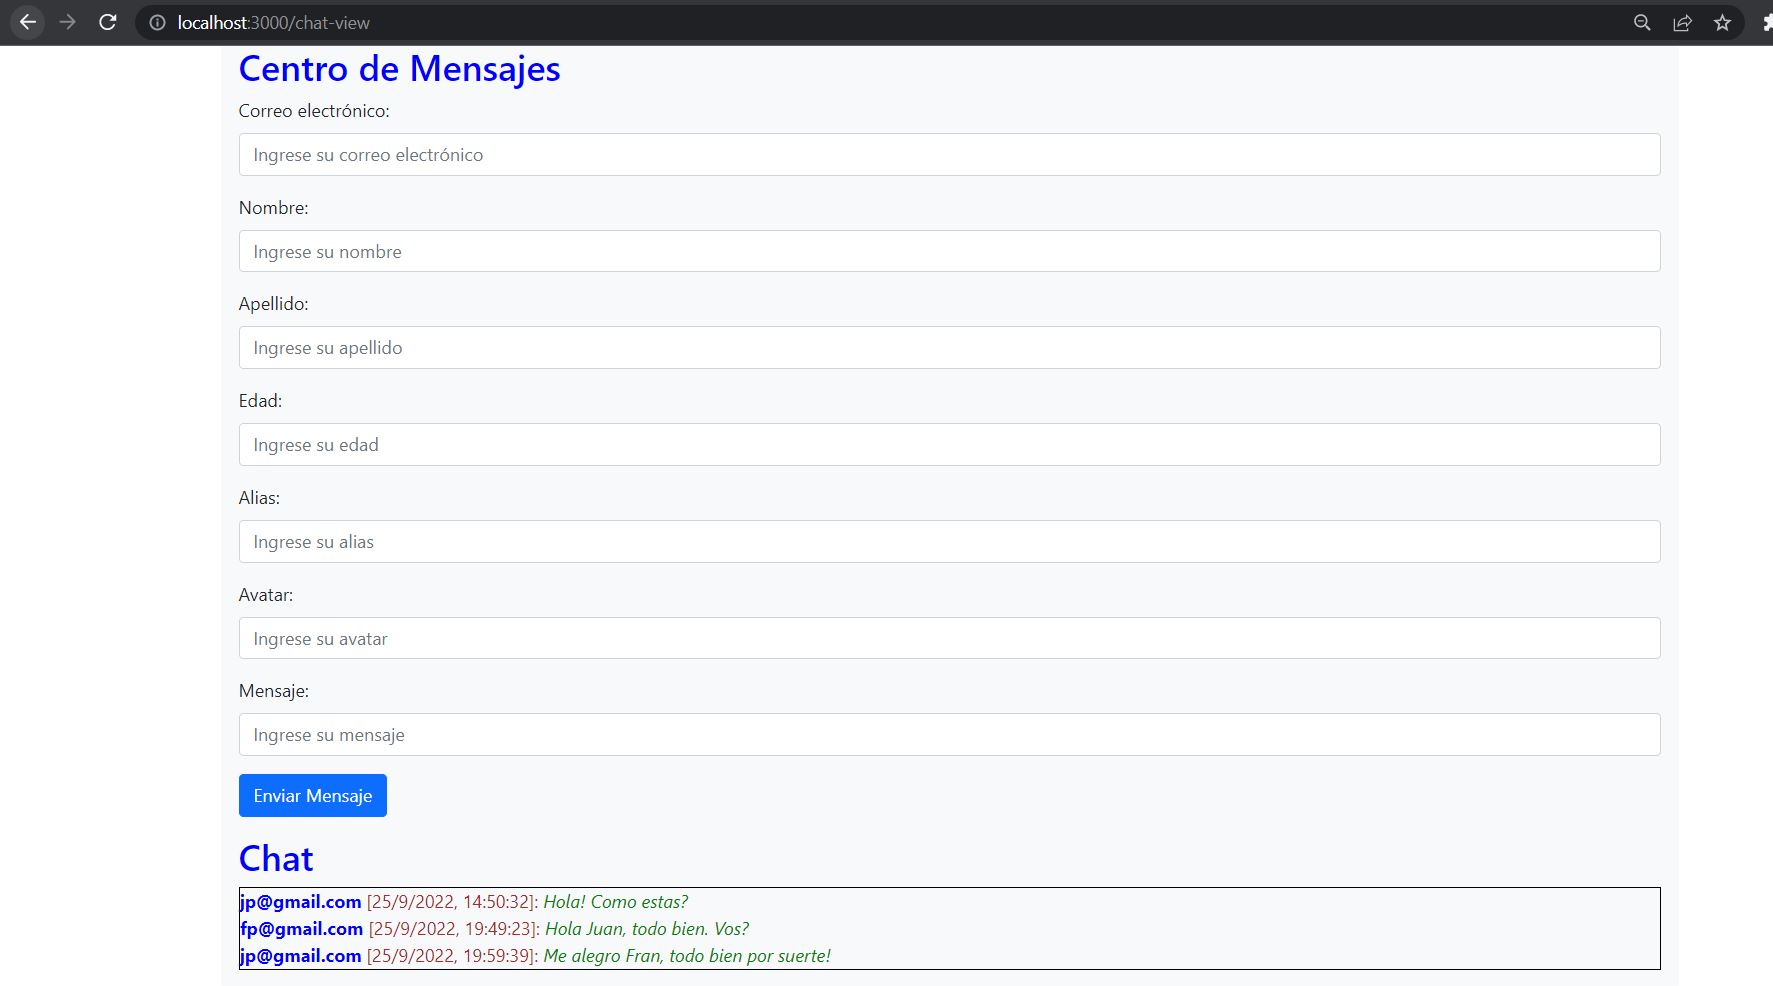 localhost:3000/chat-view
Centro de Mensajes
Correo electrónico:
Ingrese su correo electrónico
Nombre:
Ingrese su nombre
Apellido:
Ingrese su apellido
Edad:
Ingrese su edad
Alias:
Ingrese su alias
Avatar:
Ingrese su avatar
Mensaje:
Ingrese su mensaje
Enviar Mensaje
Chat
jp@gmail.com [25/9/2022, 14:50:32]: Hola! Como estas?
fp@gmail.com [25/9/2022, 19:49:23]: Hola Juan, todo bien. Vos?
jp@gmail.com [25/9/2022, 19:59:39]: Me alegro Fran, todo bien por suerte!